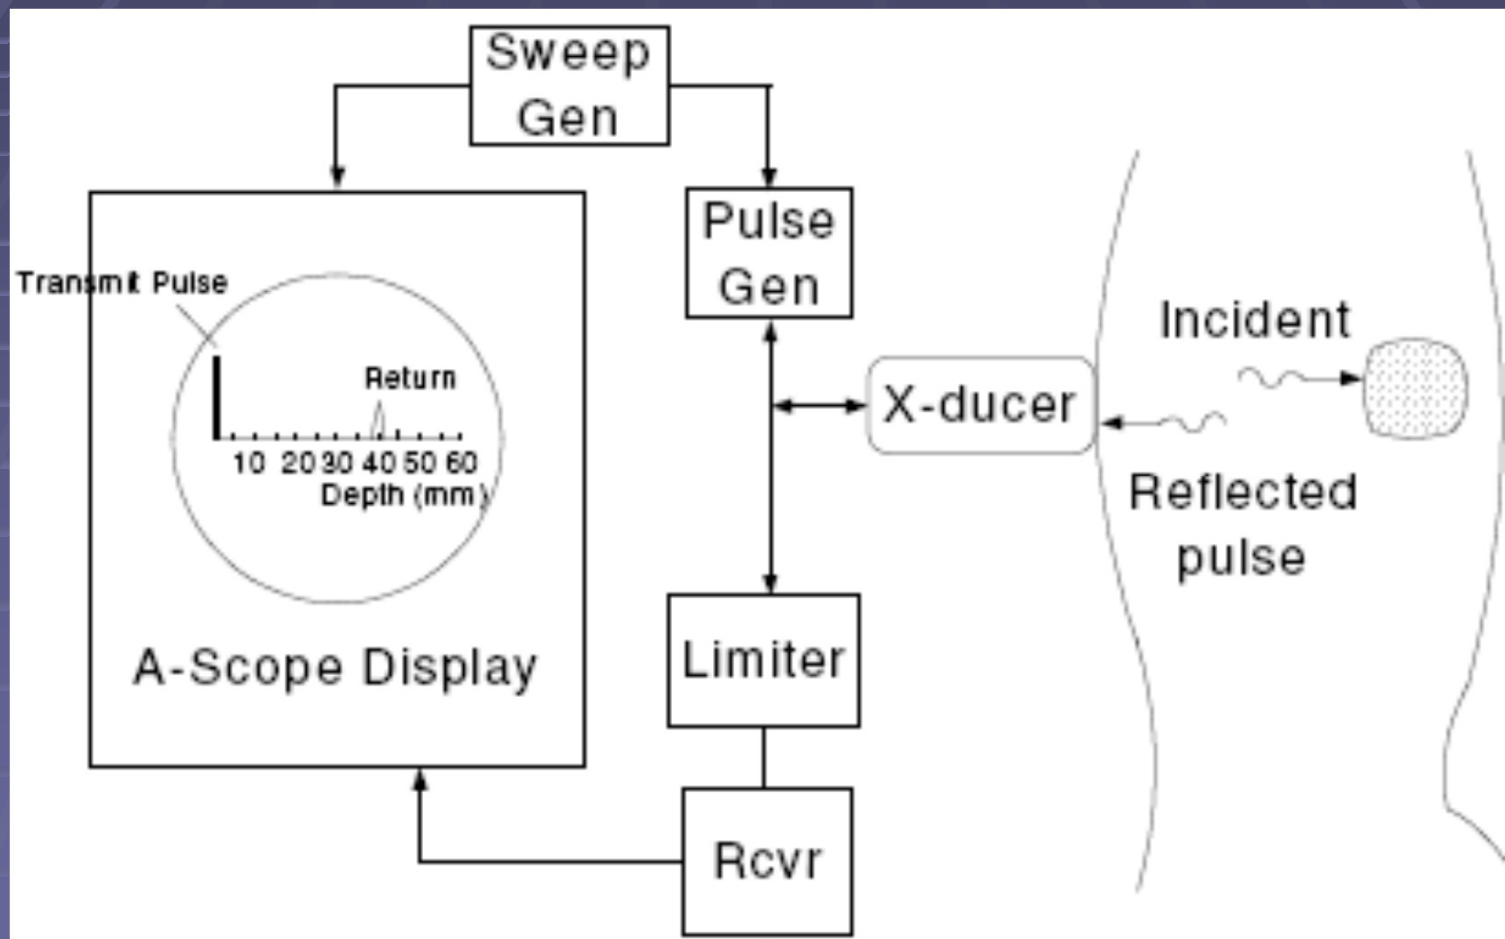 Sweep
Gen
Pulse
Gen
Transmit Pulse
Return
10 20 30 40 50 60
Depth (mm)
A-Scope Display
X-ducer
Incident
Reflected
pulse
Limiter
Rcvr